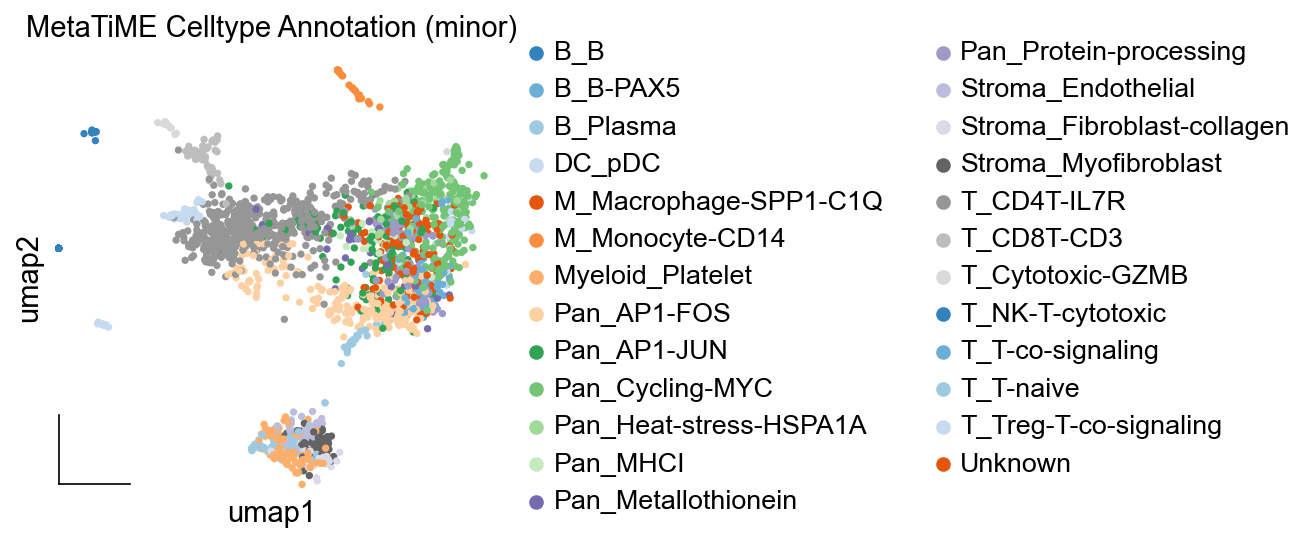 MetaTiME Celltype Annotation (minor)
umap2
umap1
B_B
B_B-PAX5
B_Plasma
DC_pDC
M_Macrophage-SPP1-C1Q
M_Monocyte-CD14
Myeloid_Platelet
Pan_AP1-FOS
Pan_AP1-JUN
Pan_Cycling-MYC
Pan_Heat-stress-HSPA1A
Pan_MHCI
Pan_Metallothionein
Pan_Protein-processing
Stroma_Endothelial
Stroma_Fibroblast-collagen
Stroma_Myofibroblast
T_CD4T-IL7R
T_CD8T-CD3
T_Cytotoxic-GZMB
T_NK-T-cytotoxic
T_T-co-signaling
T_T-naive
T_Treg-T-co-signaling
Unknown